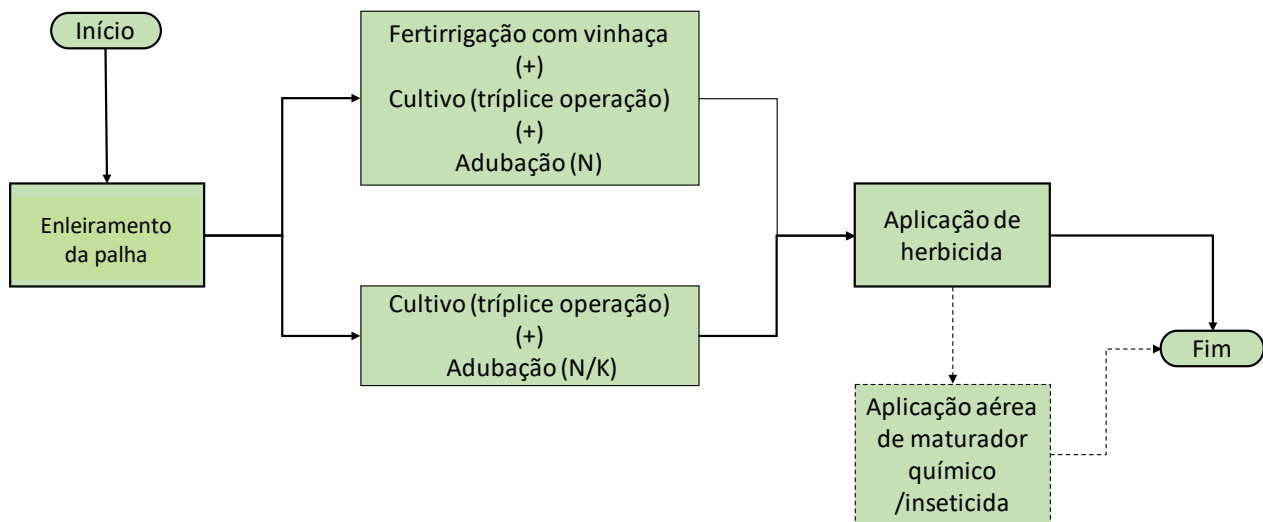 Início
Fertirrigação com vinhaça
(+)
Cultivo (tríplice operação)
(+)
Adubação (N)
Enleiramento
da palha
Cultivo (tríplice operação)
(+)
Adubação (N/K)
Aplicação de
herbicida
Fim
Aplicação aérea
de maturador
químico
/inseticida